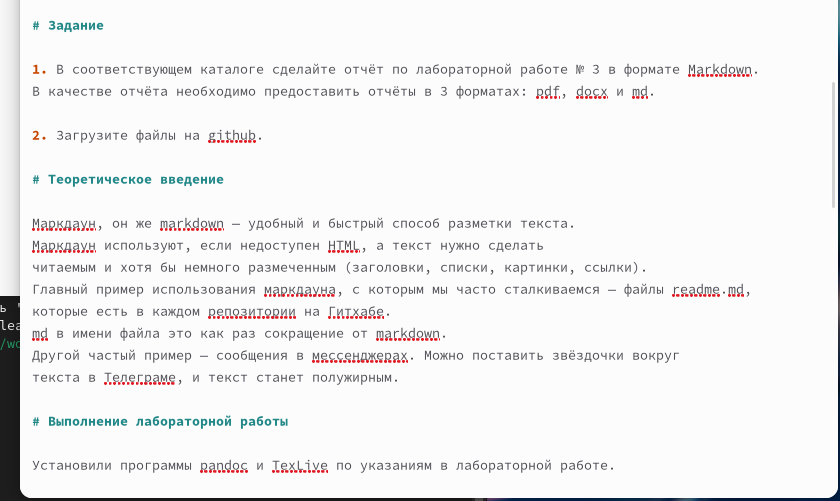 # Задание
1. В соответствующем каталоге сделайте отчёт по лабораторной работе № 3 в формате Markdown.
В качестве отчёта необходимо предоставить отчёты в 3 форматах: pdf, docx и md.
2. Загрузите файлы на github.
# Теоретическое введение
Маркдаун, он же markdown — удобный и быстрый способ разметки текста.
Маркдаун используют, если недоступен HTML, а текст нужно сделать
читаемым и хотя бы немного размеченным (заголовки, списки, картинки, ссылки).
Главный пример использования маркдауна, с которым мы часто сталкиваемся — файлы readme.md,
которые есть в каждом репозитории на Гитхабе.
md в имени файла это как раз сокращение от markdown.
Другой частый пример — сообщения в мессенджерах. Можно поставить звёздочки вокруг
текста в Телеграме, и текст станет полужирным.
# Выполнение лабораторной работы
Установили программы pandoc и TexLive по указаниям в лабораторной работе.